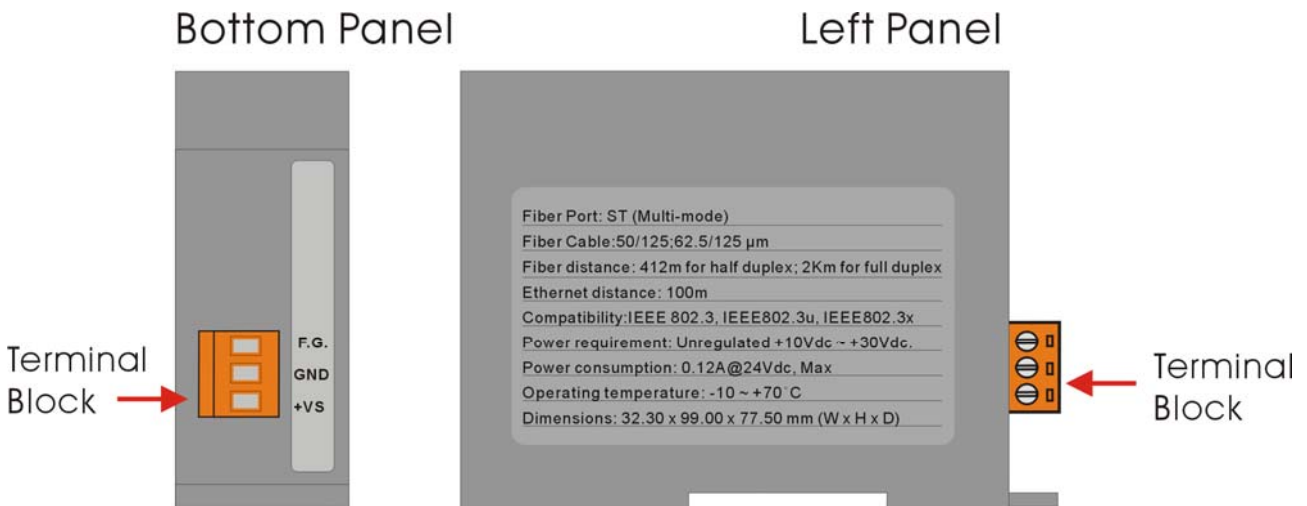 Bottom Panel
Left Panel
Terminal
Block
F.G.
GND
+VS
Fiber Port: ST (Multi-mode)
Fiber Cable:50/125;62.5/125 µm
Fiber distance: 412m for half duplex; 2Km for full duplex
Ethernet distance: 100m
Compatibility:IEEE 802.3, IEEE802.3u, IEEE802.3x
Power requirement: Unregulated +10Vdc ~ +30Vdc.
Power consumption: 0.12A@24Vdc, Max
Operating temperature: -10 ~ +70°C
Dimensions: 32.30 x 99.00 x 77.50 mm (W x H x D)
Terminal
Block